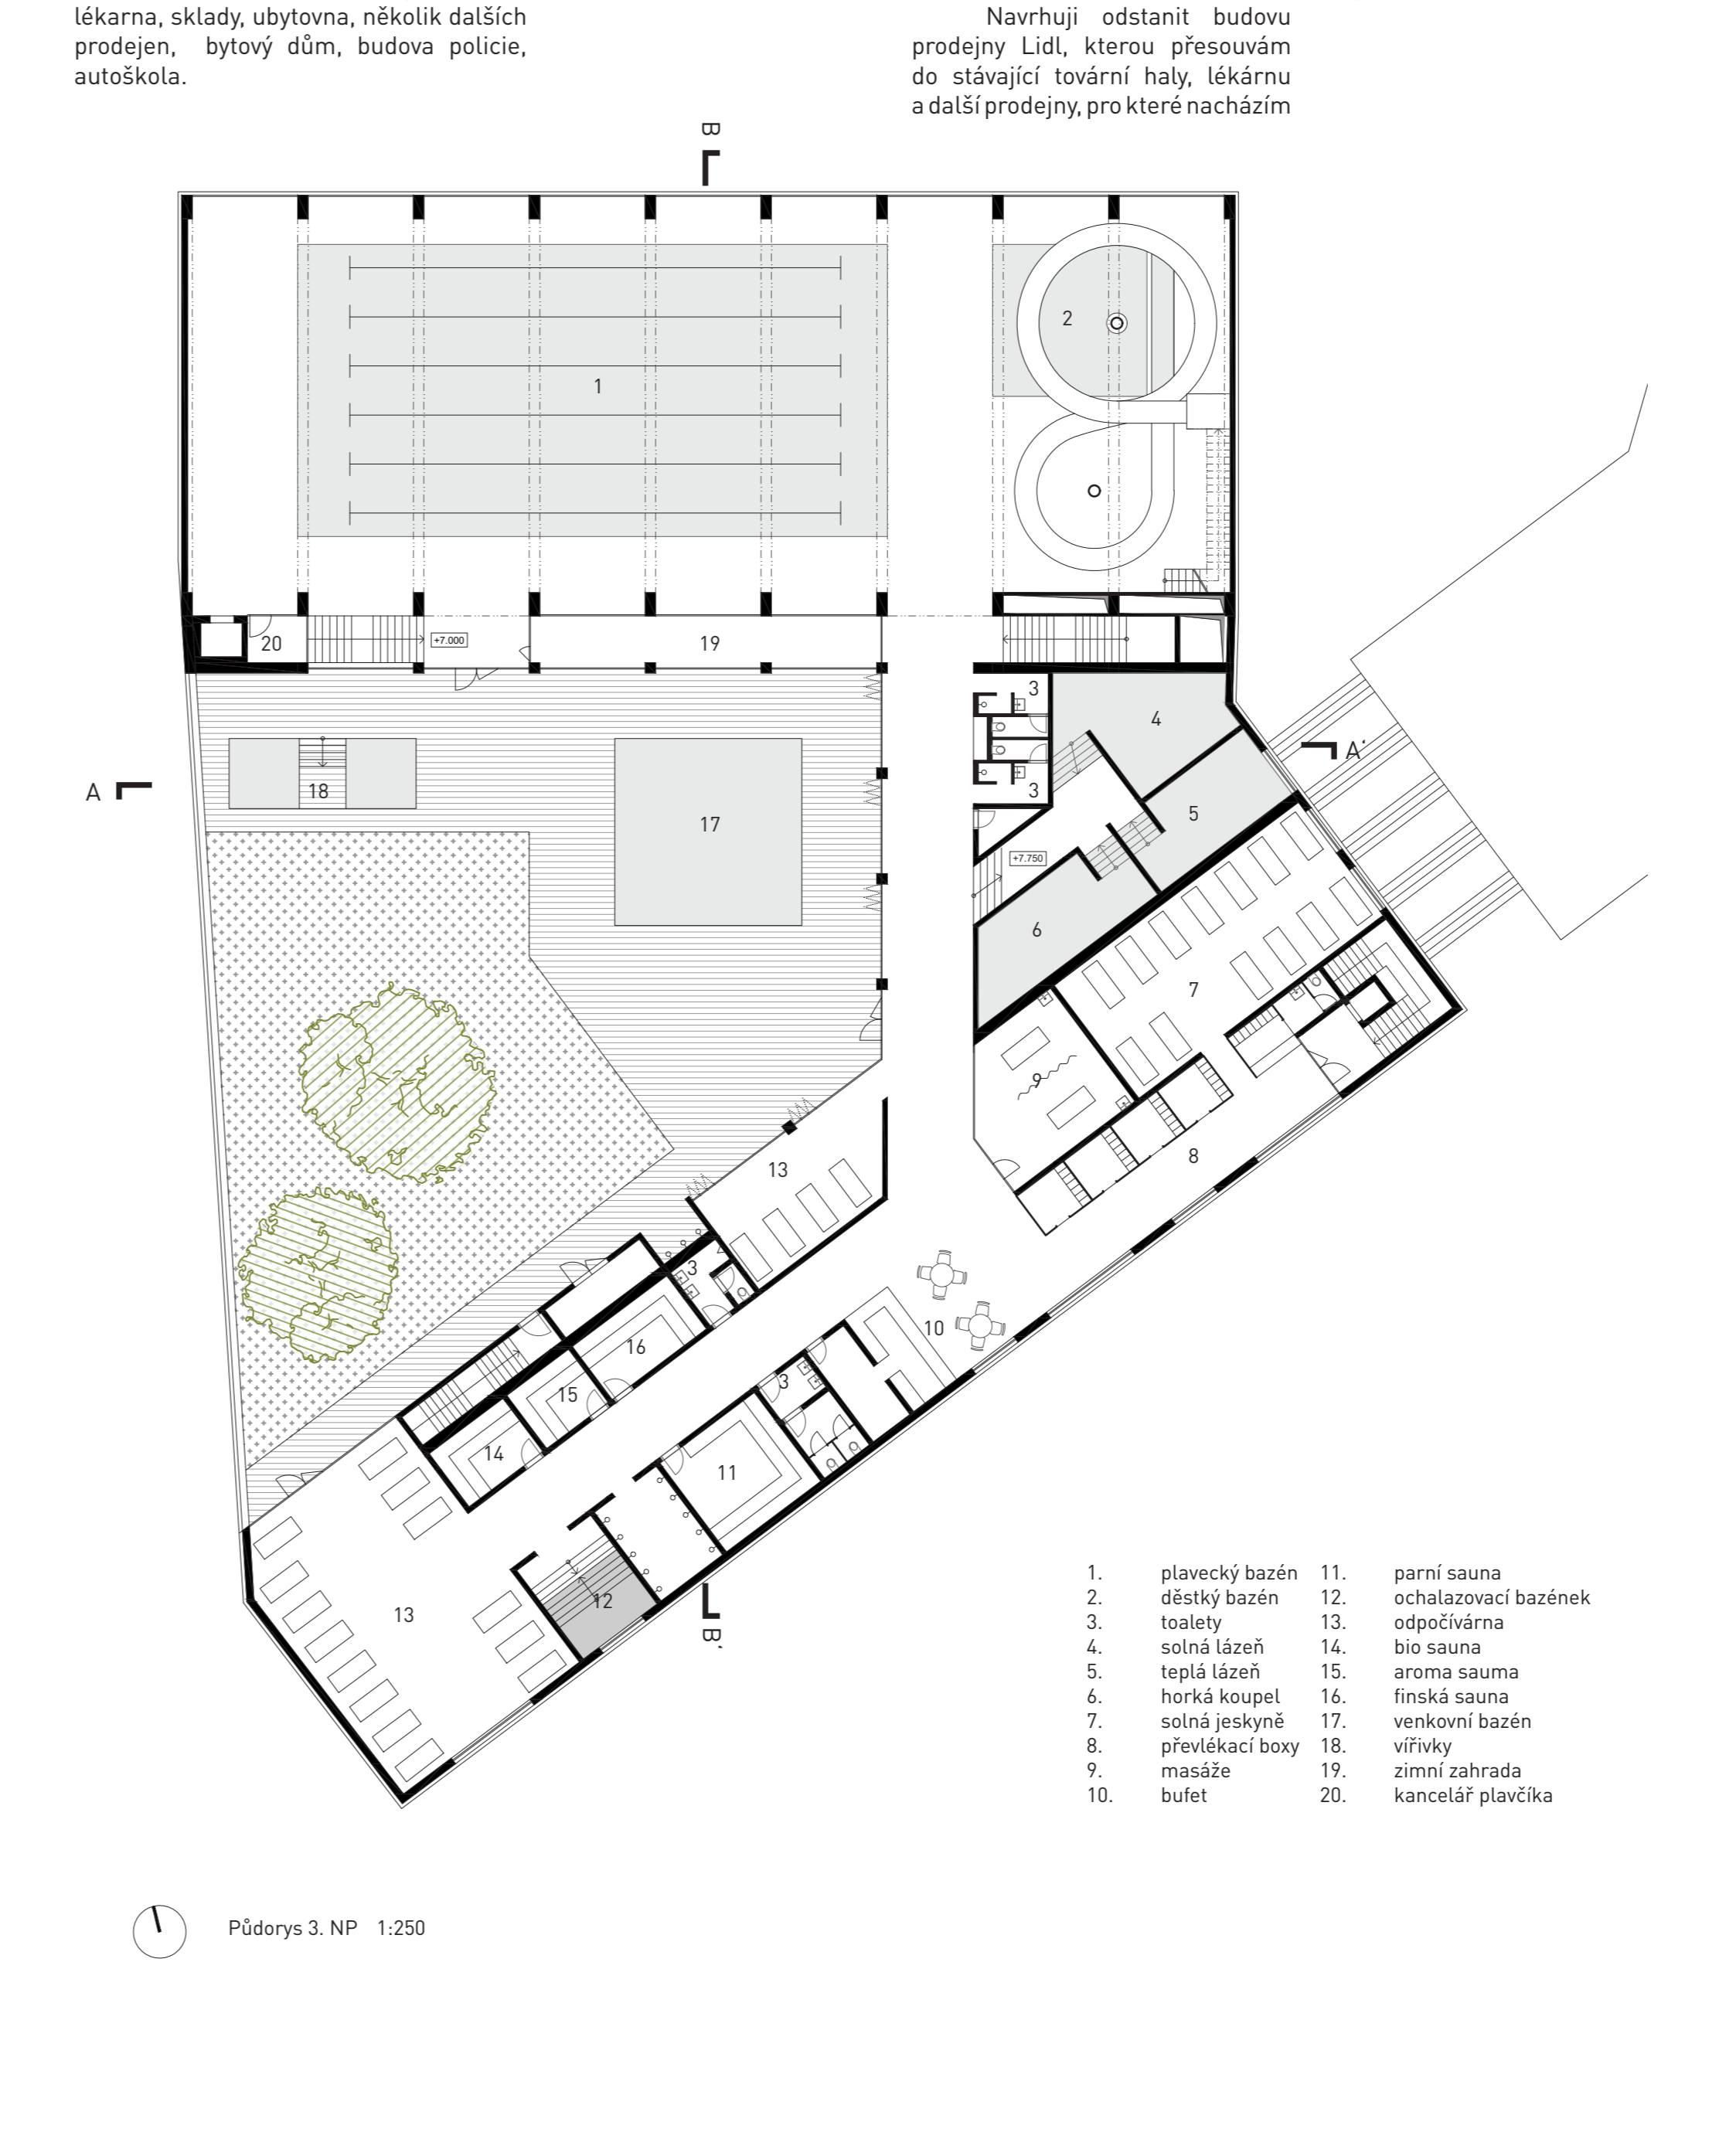 lékarna, sklady, ubytovna, několik dalších
prodejen, bytový dům, budova policie,
autoškola.
Navrhuji odstanit budovu
prodejny Lidl, kterou přesouvám
do stávající tovární haly, lékárnu
a další prodejny, pro které nacházím
B
2
1
20
+7.000
19
3
4
A
18
17
3
5
A'
+7.750
6
7
9
13
8
3
16
10
15
3
14
11
12
13
B'
1. plavecký bazén
2. děstký bazén
3. toalety
4. solná lázeň
5. teplá lázeň
6. horká koupel
7. solná jeskyně
8. převlékací boxy
9. masáže
10. bufet
11. parní sauna
12. ochalazovací bazének
13. odpočívárna
14. bio sauna
15. aroma sauma
16. finská sauna
17. venkovní bazén
18. vířivky
19. zimní zahrada
20. kancelář plavčíka
Půdorys 3. NP 1:250